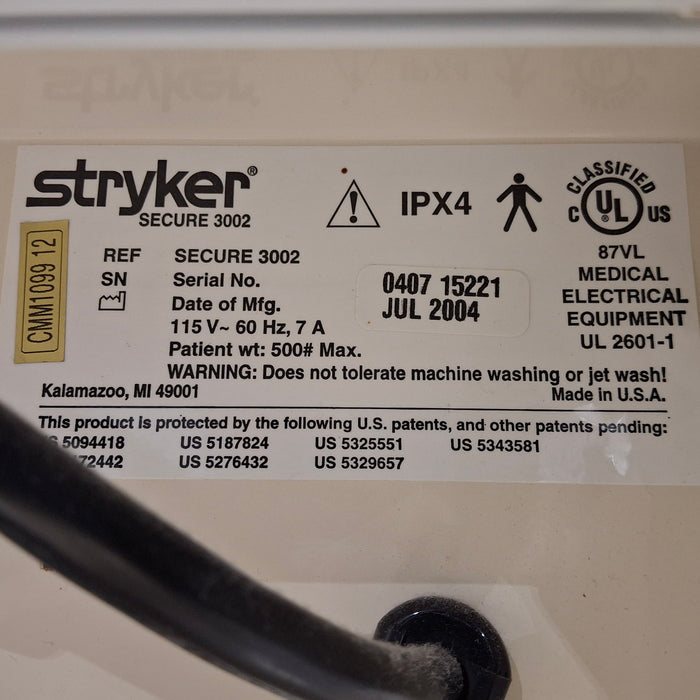 stryker®
SECURE 3002
IPX4
CLASSIFIED
C UL® US
CMM1099 12
REF SECURE 3002
SN Serial No.
Date of Mfg.
0407 15221
JUL 2004
115 V~ 60 Hz, 7 A
Patient wt: 500# Max.
87VL
MEDICAL
ELECTRICAL
EQUIPMENT
UL 2601-1
WARNING: Does not tolerate machine washing or jet wash!
Kalamazoo, MI 49001 Made in U.S.A.
This product is protected by the following U.S. patents, and other patents pending:
5094418 US 5187824 US 5325551 US 5343581
72442 US 5276432 US 5329657